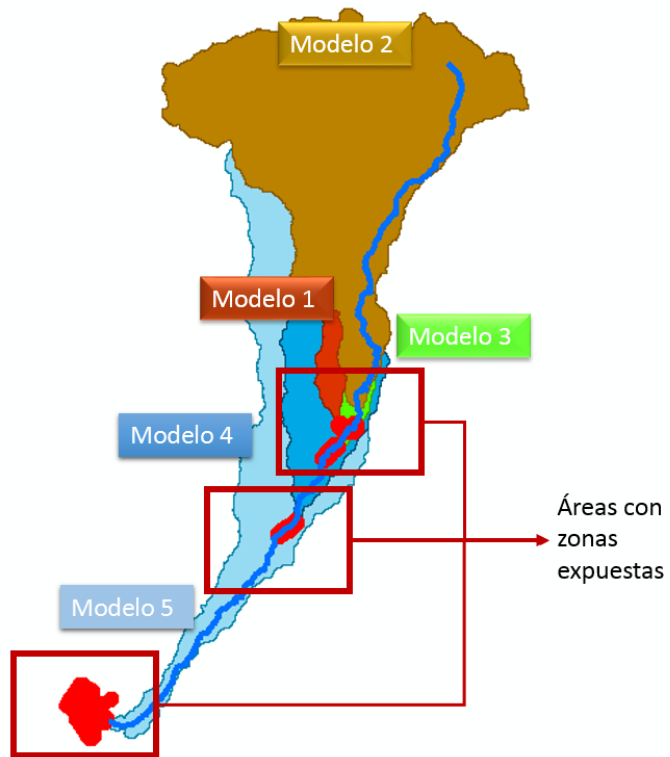 Modelo 2
Modelo 1
Modelo 3
Modelo 4
Áreas con
zonas
expuestas
Modelo 5